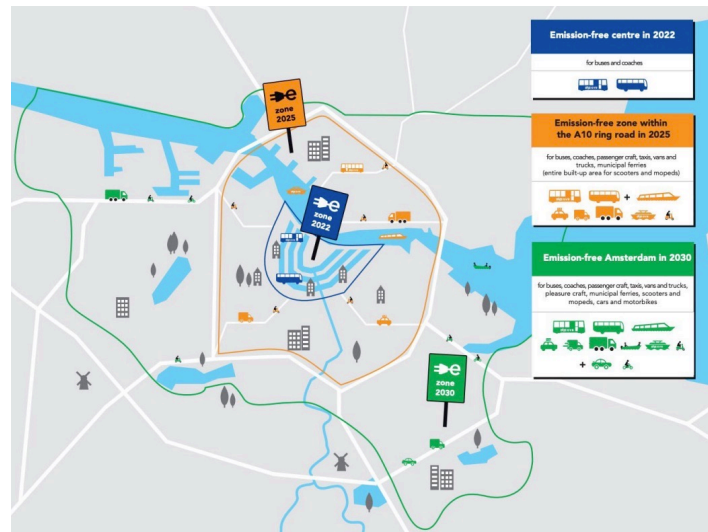 Emission-free centre in 2022
for buses and coaches
Emission-free zone within
the A10 ring road in 2025
for buses, coaches, passenger craft, taxis, vans and
trucks, municipal ferries
(entire built-up area for scooters and mopeds)
+
Emission-free Amsterdam in 2030
for buses, coaches, passenger craft, taxis, vans and trucks,
pleasure craft, municipal ferries, scooters and
mopeds, cars and motorbikes
+
e
zone
2025
e
zone
2022
e
zone
2030